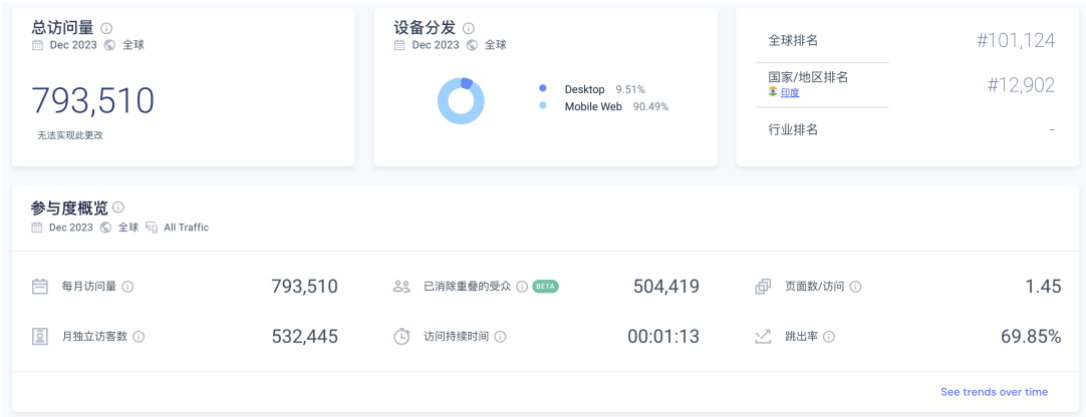 总访问量
Dec 2023 全球
793,510
无法实现此更改
设备分发
Dec 2023 全球
Desktop 9.51%
Mobile Web 90.49%
全球排名 #101,124
国家/地区排名 #12,902
印度
行业排名 -
参与度概览
Dec 2023 全球 All Traffic
每月访问量 793,510
已消除重叠的受众 BETA 504,419
页面数/访问 1.45
月独立访客数 532,445
访问持续时间 00:01:13
跳出率 69.85%
See trends over time